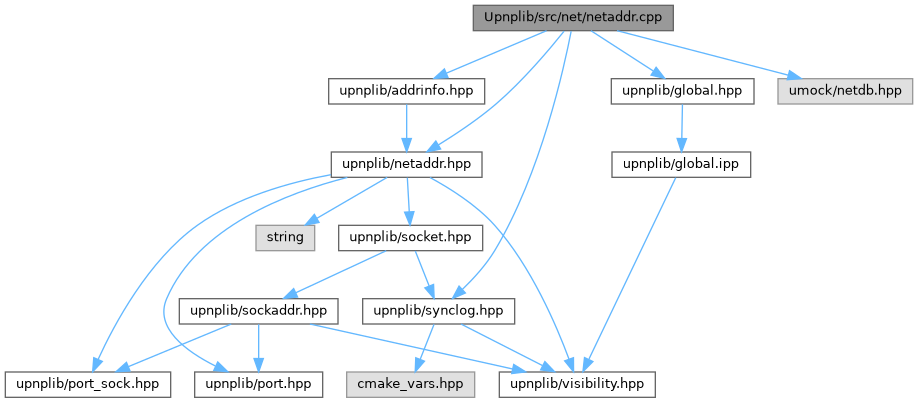 Upnplib/src/net/netaddr.cpp
upnplib/addrinfo.hpp
upnplib/global.hpp
umock/netdb.hpp
upnplib/netaddr.hpp
upnplib/global.ipp
string
upnplib/socket.hpp
upnplib/sockaddr.hpp
upnplib/synclog.hpp
upnplib/port_sock.hpp
upnplib/port.hpp
cmake_vars.hpp
upnplib/visibility.hpp